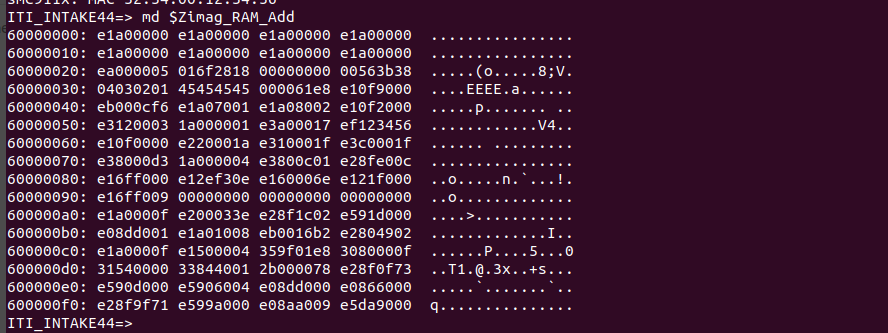 ITI_INTAKE44=> md $Zimag_RAM_Add
60000000: e1a00000 e1a00000 e1a00000 e1a00000  ................
60000010: e1a00000 e1a00000 e1a00000 e1a00000  ................
60000020: ea000005 016f2818 00000000 00563b38  .....(o.....8;V.
60000030: 04030201 45454545 000061e8 e10f9000  ....EEEE.a......
60000040: eb000cf6 e1a07001 e1a08002 e10f2000  .....p....... ..
60000050: e3120003 1a000001 e3a00017 ef123456  ............V4..
60000060: e10f0000 e220001a e310001f e3c0001f  ...... .........
60000070: e38000d3 1a000004 e3800c01 e28fe00c  ................
60000080: e16ff000 e12ef30e e160006e e121f000  ..o.....n.`...!.
60000090: e16ff009 00000000 00000000 00000000  ..o.............
600000a0: e1a0000f e200033e e28f1c02 e591d000  ....>...........
600000b0: e08dd001 e1a01008 eb0016b2 e2804902  .............I..
600000c0: e1a0000f e1500004 359f01e8 3080000f  ......P....5...0
600000d0: 31540000 33844001 2b000078 e28f0f73  ..T1.@.3x..+s...
600000e0: e590d000 e5906004 e08dd000 e0866000  .....`.......`..
600000f0: e28f9f71 e599a000 e08aa009 e5da9000  q...............
ITI_INTAKE44=>